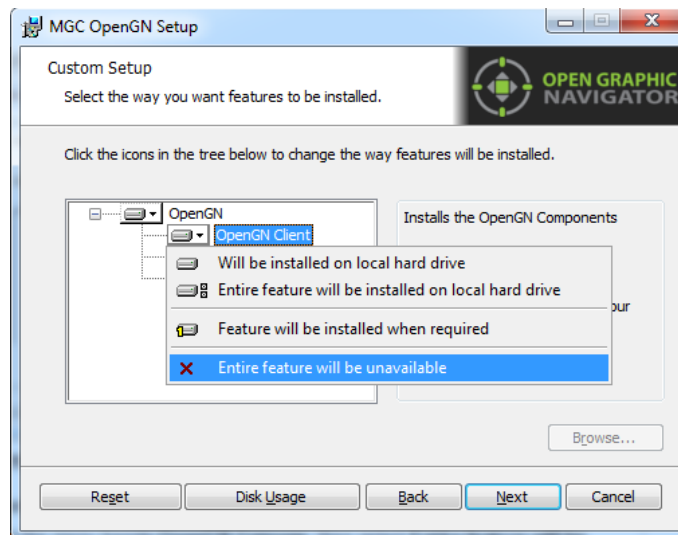 MGC OpenGN Setup
Custom Setup
Select the way you want features to be installed.
OPEN GRAPHIC
NAVIGATOR
Click the icons in the tree below to change the way features will be installed.
OpenGN
OpenGN Client
Installs the OpenGN Components
Will be installed on local hard drive
Entire feature will be installed on local hard drive
Feature will be installed when required
Entire feature will be unavailable
Browse...
Reset
Disk Usage
Back
Next
Cancel